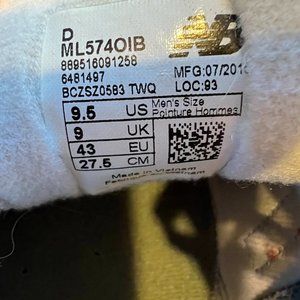 D
ML574OIB
889516091258
6481497
BCZSZ0583 TWQ
MFG:07/201
LOC:93
9.5 US Men's Size
Pointure Hommes
9 UK
43 EU
27.5 CM
Made in Vietnam